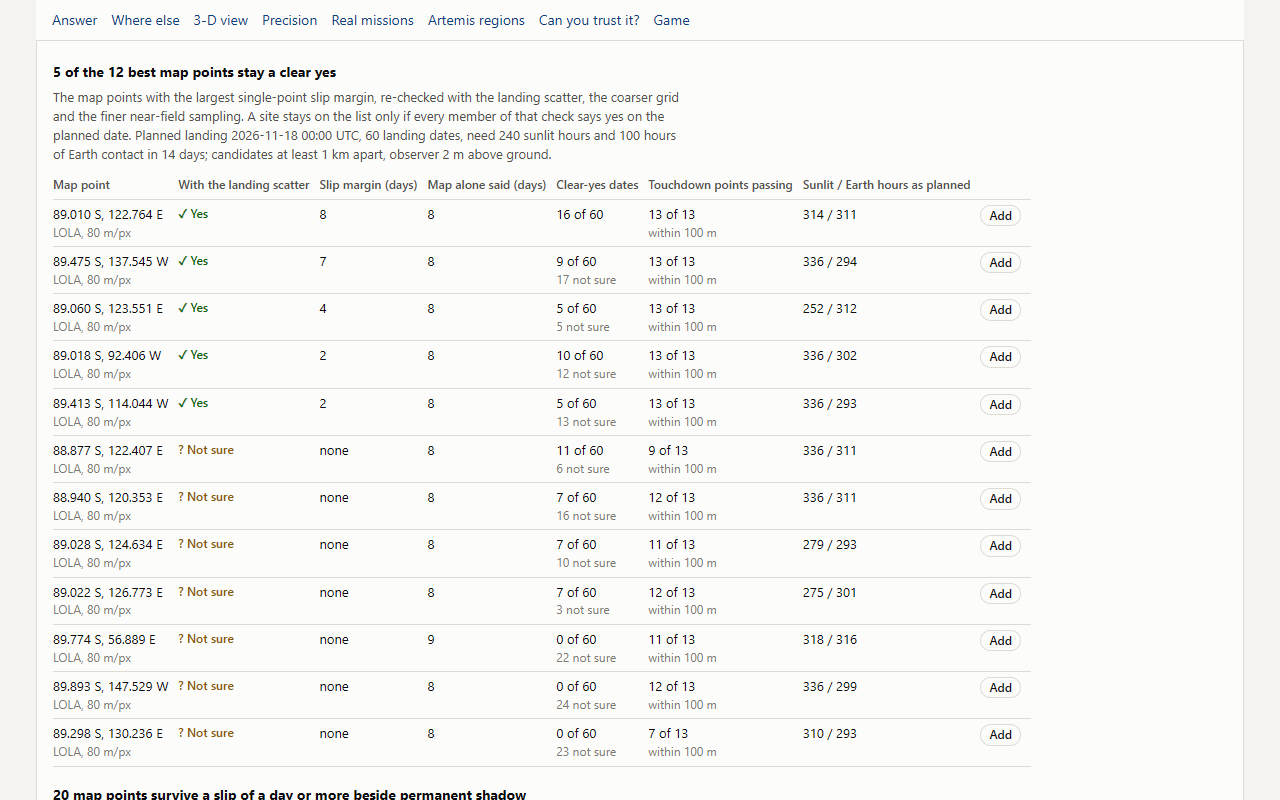 Answer Where else 3-D view Precision Real missions Artemis regions Can you trust it? Game
5 of the 12 best map points stay a clear yes
The map points with the largest single-point slip margin, re-checked with the landing scatter, the coarser grid
and the finer near-field sampling. A site stays on the list only if every member of that check says yes on the
planned date. Planned landing 2026-11-18 00:00 UTC, 60 landing dates, need 240 sunlit hours and 100 hours
of Earth contact in 14 days; candidates at least 1 km apart, observer 2 m above ground.
Map point With the landing scatter Slip margin (days) Map alone said (days) Clear-yes dates Touchdown points passing Sunlit / Earth hours as planned
89.010 S, 122.764 E ✓ Yes 8 8 16 of 60 13 of 13 314 / 311 Add
LOLA, 80 m/px within 100 m
89.475 S, 137.545 W ✓ Yes 7 8 9 of 60 13 of 13 336 / 294 Add
LOLA, 80 m/px 17 not sure within 100 m
89.060 S, 123.551 E ✓ Yes 4 8 5 of 60 13 of 13 252 / 312 Add
LOLA, 80 m/px 5 not sure within 100 m
89.018 S, 92.406 W ✓ Yes 2 8 10 of 60 13 of 13 336 / 302 Add
LOLA, 80 m/px 12 not sure within 100 m
89.413 S, 114.044 W ✓ Yes 2 8 5 of 60 13 of 13 336 / 293 Add
LOLA, 80 m/px 13 not sure within 100 m
88.877 S, 122.407 E ? Not sure none 8 11 of 60 9 of 13 336 / 311 Add
LOLA, 80 m/px 6 not sure within 100 m
88.940 S, 120.353 E ? Not sure none 8 7 of 60 12 of 13 336 / 311 Add
LOLA, 80 m/px 16 not sure within 100 m
89.028 S, 124.634 E ? Not sure none 8 7 of 60 11 of 13 279 / 293 Add
LOLA, 80 m/px 10 not sure within 100 m
89.022 S, 126.773 E ? Not sure none 8 7 of 60 12 of 13 275 / 301 Add
LOLA, 80 m/px 3 not sure within 100 m
89.774 S, 56.889 E ? Not sure none 9 0 of 60 11 of 13 318 / 316 Add
LOLA, 80 m/px 22 not sure within 100 m
89.893 S, 147.529 W ? Not sure none 8 0 of 60 12 of 13 336 / 299 Add
LOLA, 80 m/px 24 not sure within 100 m
89.298 S, 130.236 E ? Not sure none 8 0 of 60 7 of 13 310 / 293 Add
LOLA, 80 m/px 23 not sure within 100 m
20 map points survive a slip of a day or more beside permanent shadow